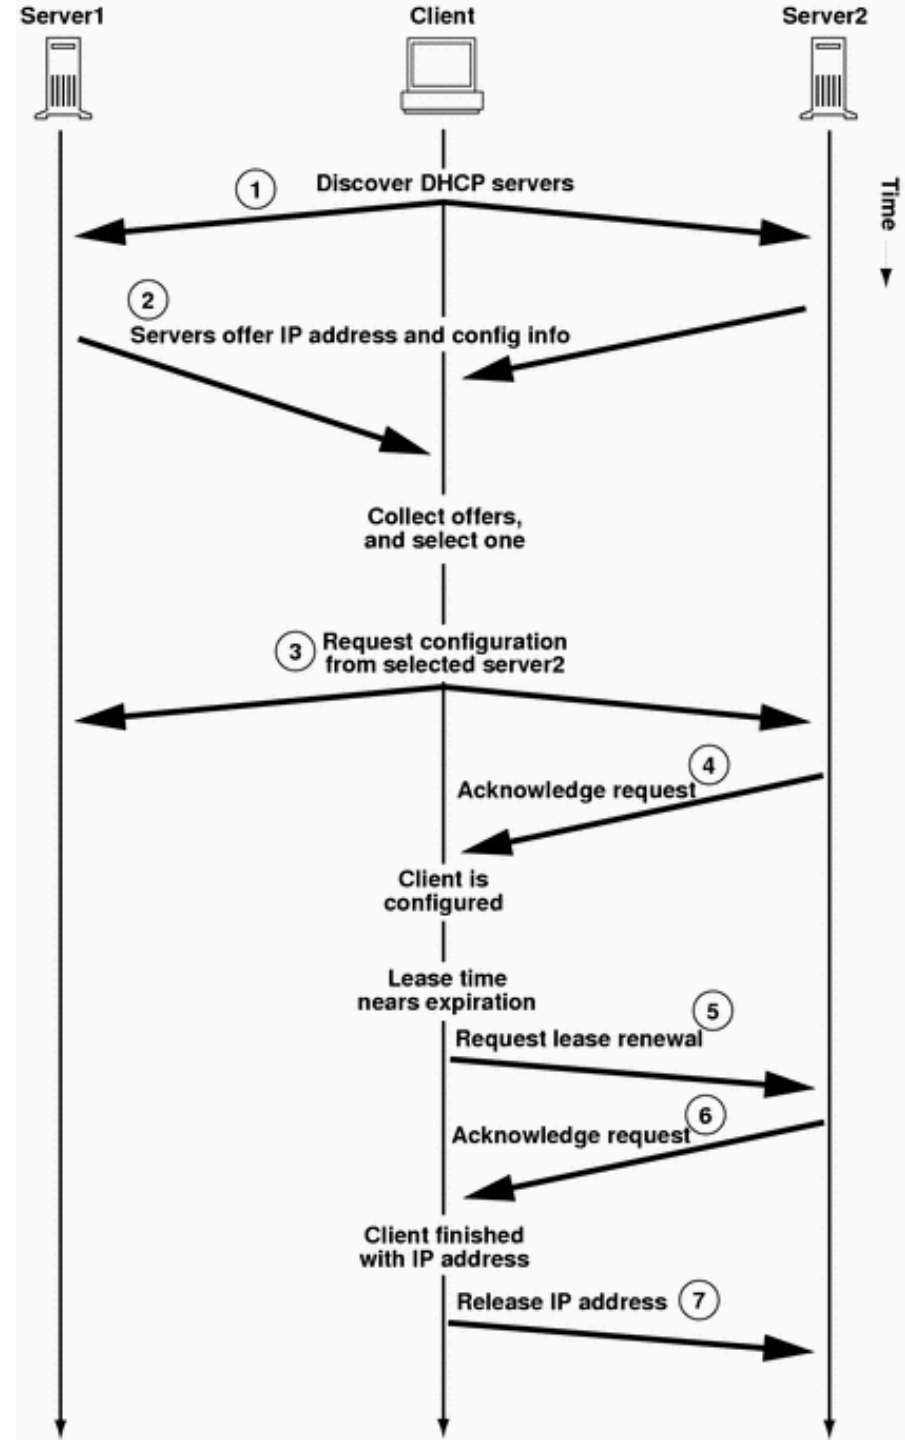 Server1
Client
Server2
Time
1
Discover DHCP servers
2
Servers offer IP address and config info
Collect offers,
and select one
3
Request configuration
from selected server2
4
Acknowledge request
Client is
configured
Lease time
nears expiration
5
Request lease renewal
6
Acknowledge request
Client finished
with IP address
Release IP address
7